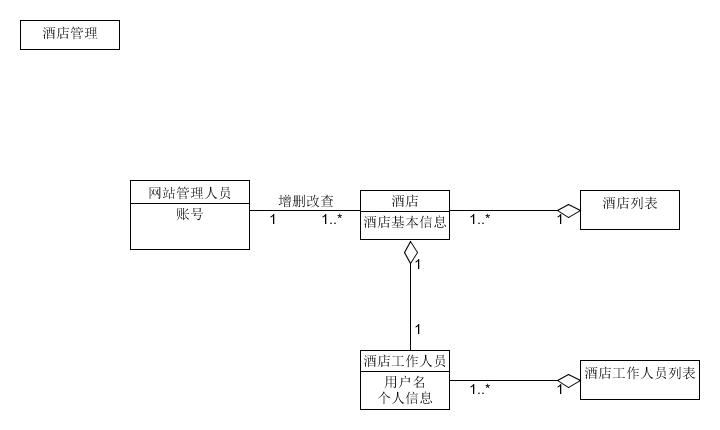 酒店管理
网站管理人员
账号
增删改查
1
1..*
酒店
酒店基本信息
1..*
1
酒店列表
1
1
酒店工作人员
用户名
个人信息
1..*
1
酒店工作人员列表